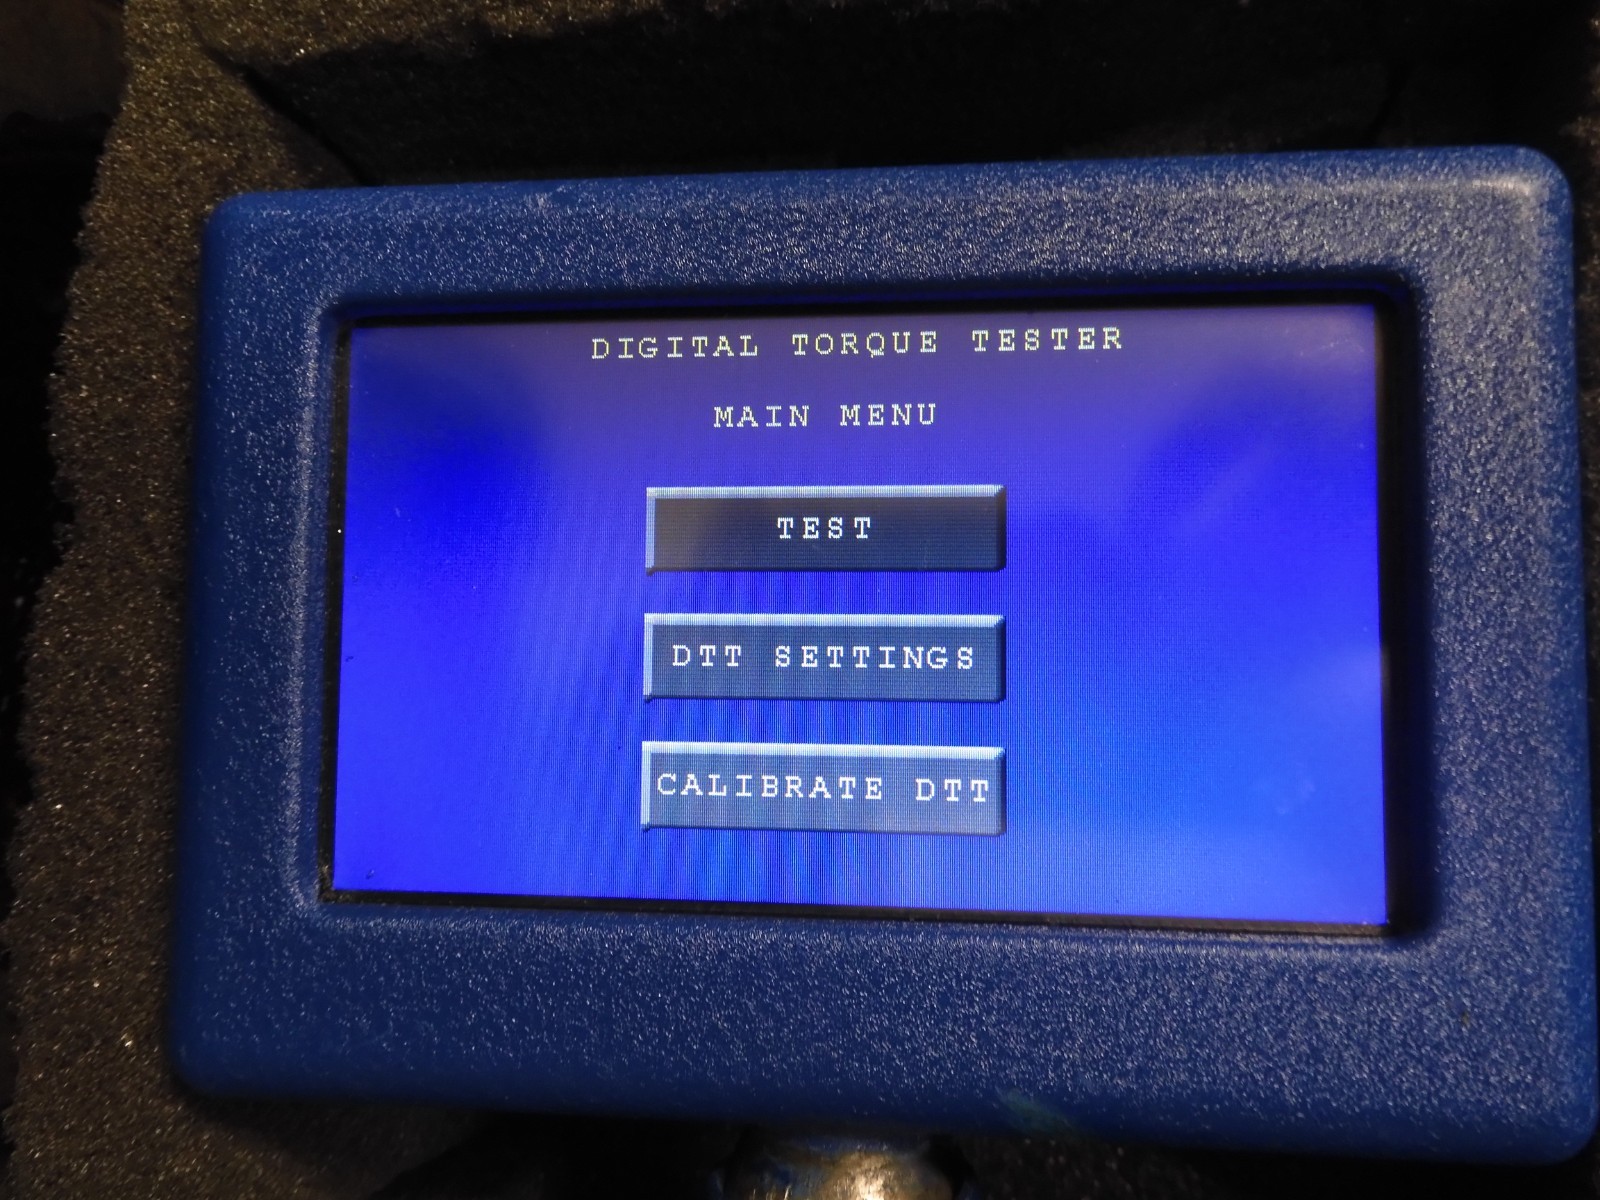 DIGITAL TORQUE TESTER
MAIN MENU
TEST
DTT SETTINGS
CALIBRATE DTT